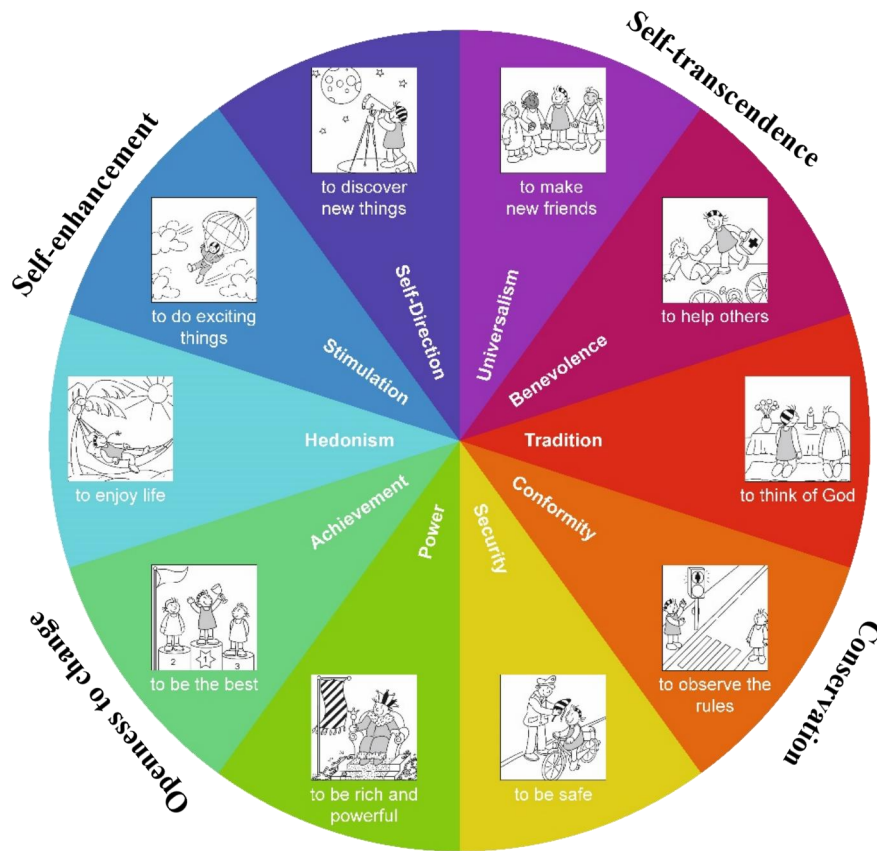 Self-enhancement
Self-transcendence
Conservation
Openness to change
to discover
new things
Self-Direction
to make
new friends
Universalism
to help others
Benevolence
to think of God
Tradition
to observe the
rules
Conformity
to be safe
Security
to be rich and
powerful
Power
2
1
3
to be the best
Achievement
to enjoy life
Hedonism
to do exciting
things
Stimulation